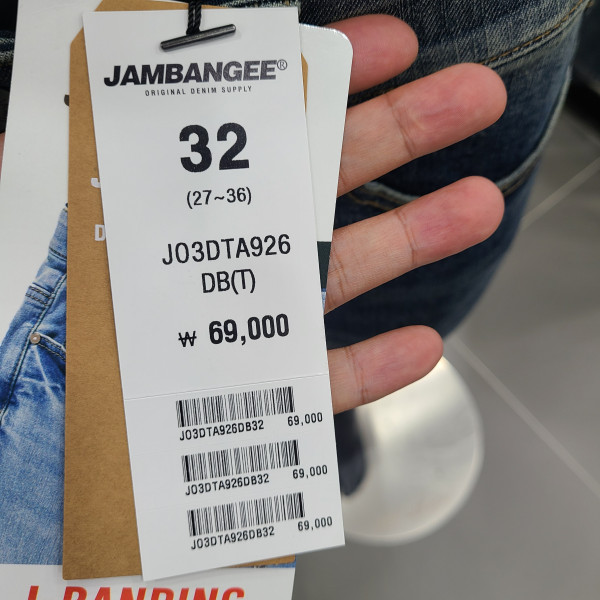 JAMBANGEE®
ORIGINAL DENIM SUPPLY
32
(27~36)
JO3DTA926
DB(T)
₩ 69,000
JO3DTA926DB32 69,000
JO3DTA926DB32 69,000
JO3DTA926DB32 69,000